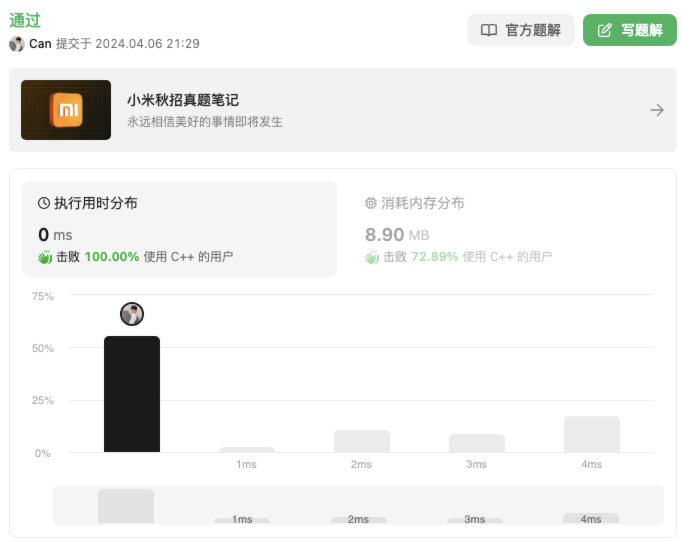 通过
Can 提交于 2024.04.06 21:29
官方题解
写题解
小米秋招真题笔记
永远相信美好的事情即将发生
执行用时分布
0 ms
击败 100.00% 使用 C++ 的用户
消耗内存分布
8.90 MB
击败 72.89% 使用 C++ 的用户
75%
50%
25%
0%
1ms
2ms
3ms
4ms
1ms
2ms
3ms
4ms